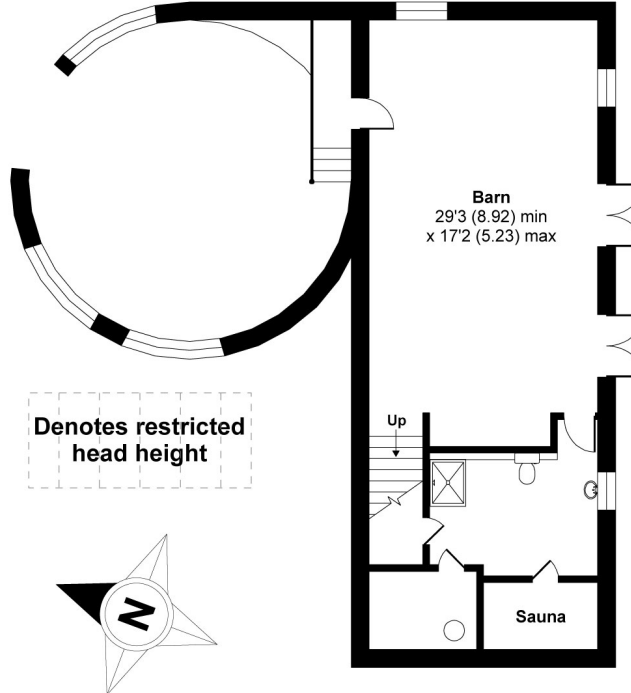 Barn
29'3 (8.92) min
x 17'2 (5.23) max
Denotes restricted
head height
Up
N
Sauna